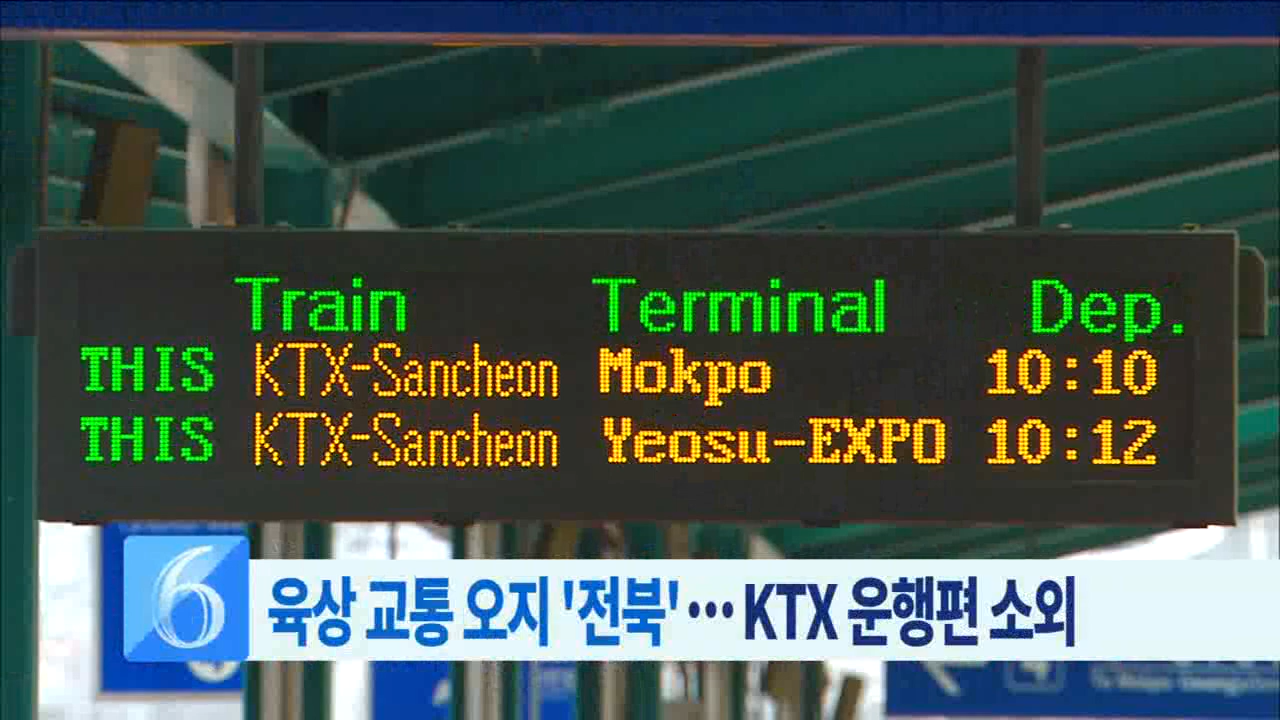 Train Terminal Dep.
THIS KTX-Sancheon Mokpo 10:10
THIS KTX-Sancheon Yeosu-EXPO 10:12
6 육상 교통 오지 '전북'…KTX 운행편 소외